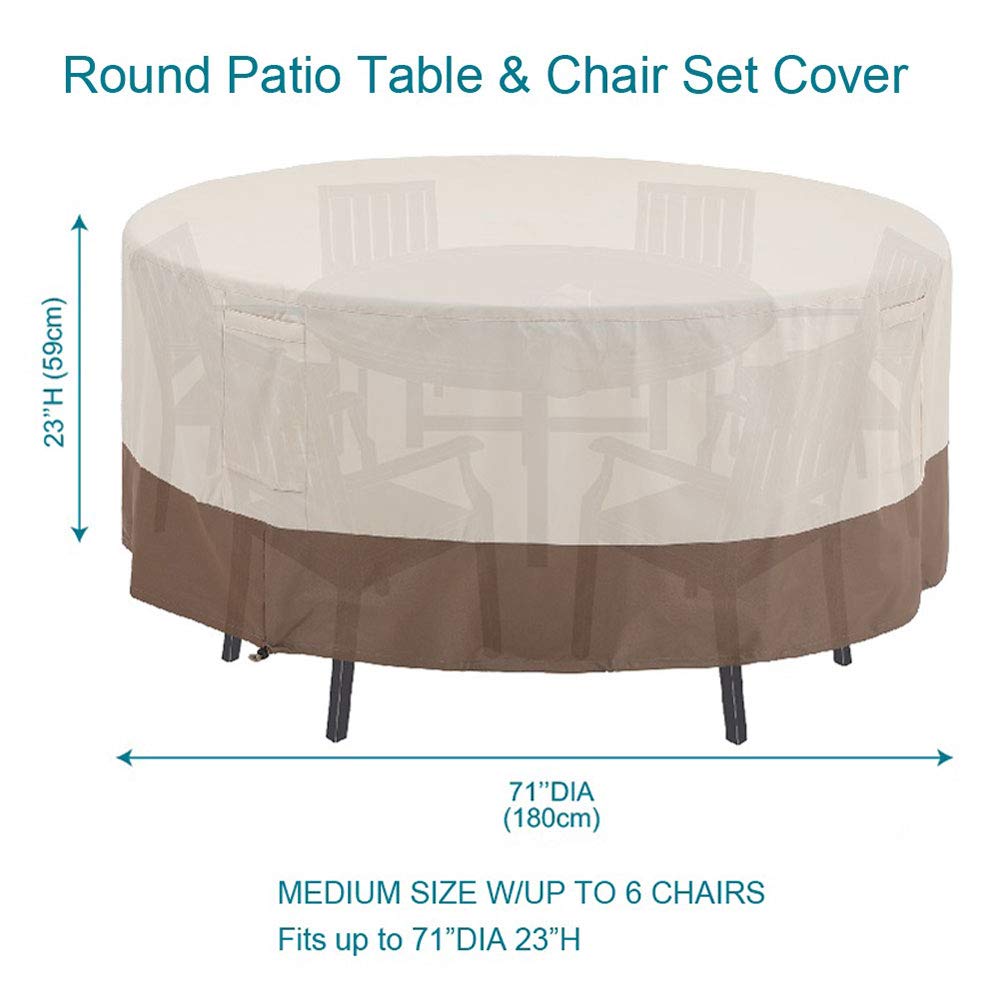 Round Patio Table & Chair Set Cover
23”H (59cm)
71”DIA
(180cm)
MEDIUM SIZE W/UP TO 6 CHAIRS
Fits up to 71”DIA 23”H